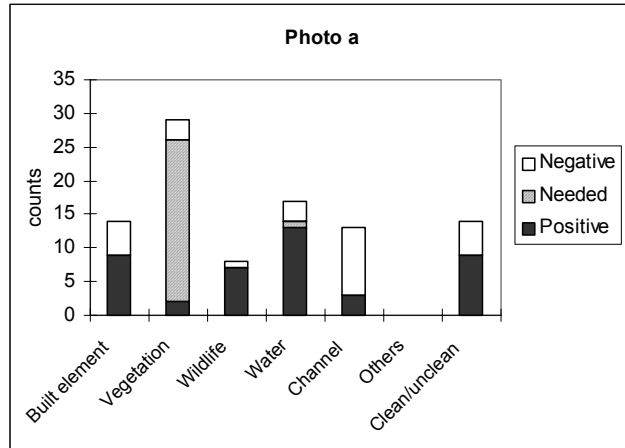 Photo a
35
30
25
20
15
10
5
0
counts
Built element
Vegetation
Wildlife
Water
Channel
Others
Clean/unclean
Negative
Needed
Positive